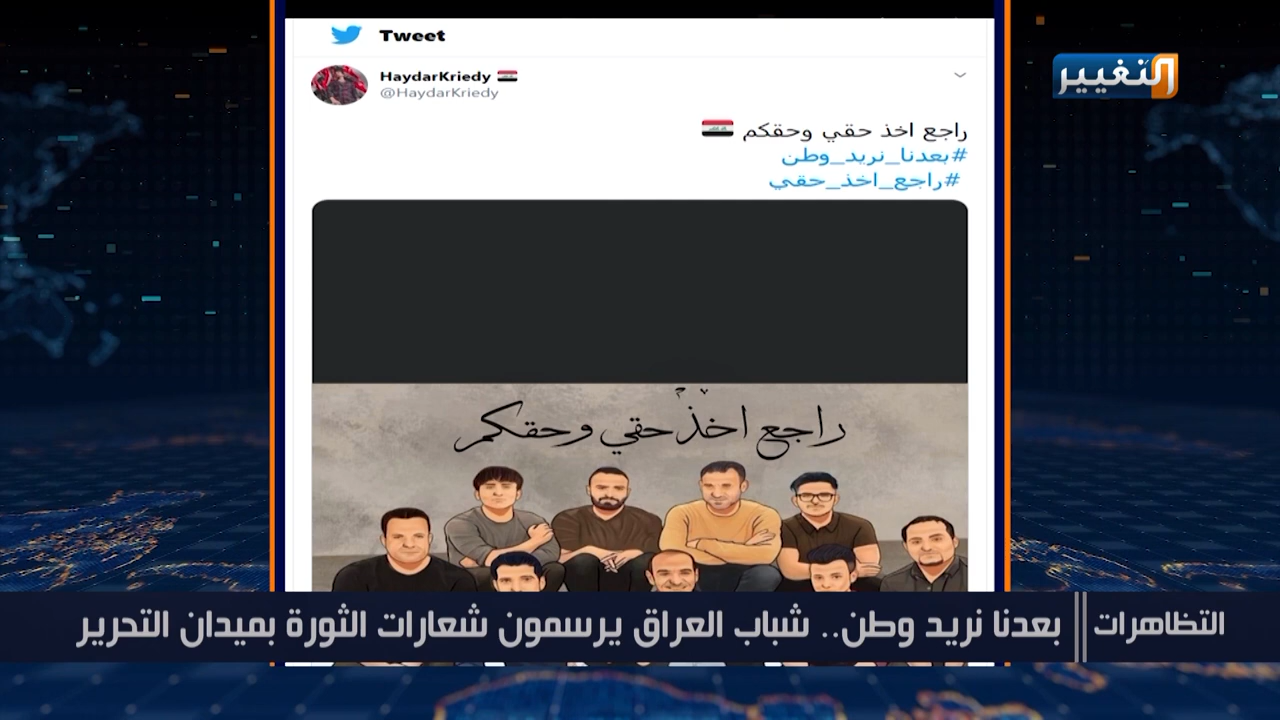 Tweet
HaydarKriedy
@HaydarKriedy
التغيير
راجع اخذ حقي وحقكم
#بعدنا_نريد_وطن
#راجع_اخذ_حقي
راجع اخذ حقي وحقكم
التظاهرات
بعدنا نريد وطن.. شباب العراق يرسمون شعارات الثورة بميدان التحرير